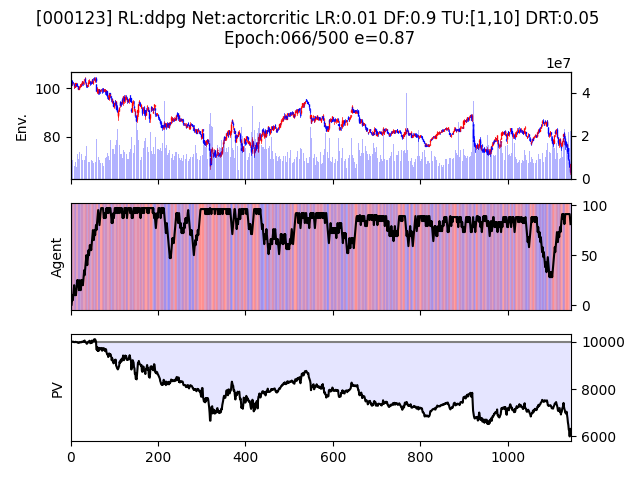 [000123] RL:ddpg Net:actorcritic LR:0.01 DF:0.9 TU:[1,10] DRT:0.05
Epoch:066/500 e=0.87
1e7
Env.
100
80
4
2
0
Agent
100
50
0
PV
10000
8000
6000
0 200 400 600 800 1000